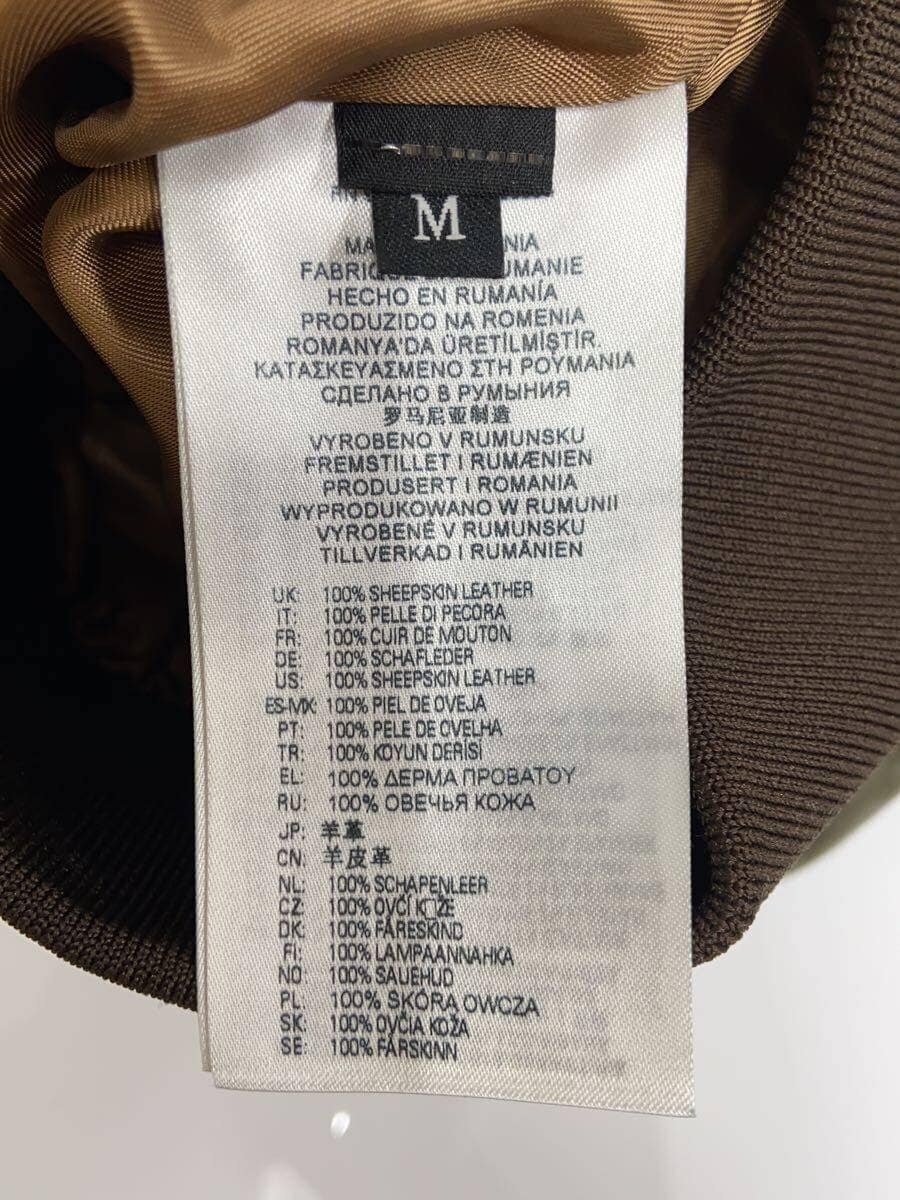 M
MA NIA
FABRIQ UMANIE
HECHO EN RUMANÍA
PRODUZIDO NA ROMENIA
ROMANYA'DA ÜRETİLMİŞTİR
ΚΑΤΑΣΚΕΥΑΣΜΕΝΟ ΣΤΗ ΡΟΥΜΑΝΙΑ
СДЕЛАНО В РУМЫНИЯ
罗马尼亚制造
VYROBENO V RUMUNSKU
FREMSTILLET I RUMÆNIEN
PRODUSERT I ROMANIA
WYPRODUKOWANO W RUMUNII
VYROBENÉ V RUMUNSKU
TILLVERKAD I RUMÄNIEN
UK: 100% SHEEPSKIN LEATHER
IT: 100% PELLE DI PECORA
FR: 100% CUIR DE MOUTON
DE: 100% SCHAFLEDER
US: 100% SHEEPSKIN LEATHER
ES-MX: 100% PIEL DE OVEJA
PT: 100% PELE DE OVELHA
TR: 100% KOYUN DERİSİ
EL: 100% ΔΕΡΜΑ ΠΡΟΒΑΤΟΥ
RU: 100% ОВЕЧЬЯ КОЖА
JP: 羊革
CN: 羊皮革
NL: 100% SCHAPENLEER
CZ: 100% OVČÍ K□ŽE
DK: 100% FÅRESKIND
FI: 100% LAMPAANNAHKA
NO: 100% SAUEHUD
PL: 100% SKÓRA OWCZA
SK: 100% OVČIA KOŽA
SE: 100% FÅRSKINN